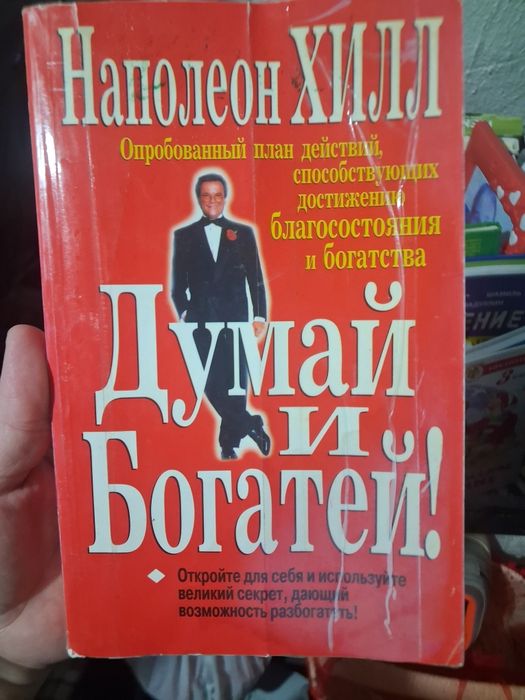 Наполеон ХИЛЛ
Опробованный план действий,
способствующих
достижению
благосостояния
и богатства
Думай
и
Богатей!
Откройте для себя и используйте
великий секрет, дающий
возможность разбогатеть!